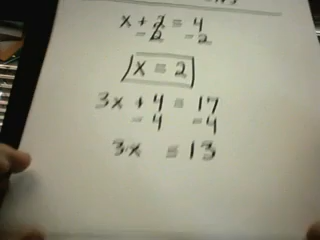 x + 2 = 4
- 2 - 2
x = 2
3x + 4 = 17
- 4 - 4
3x = 13